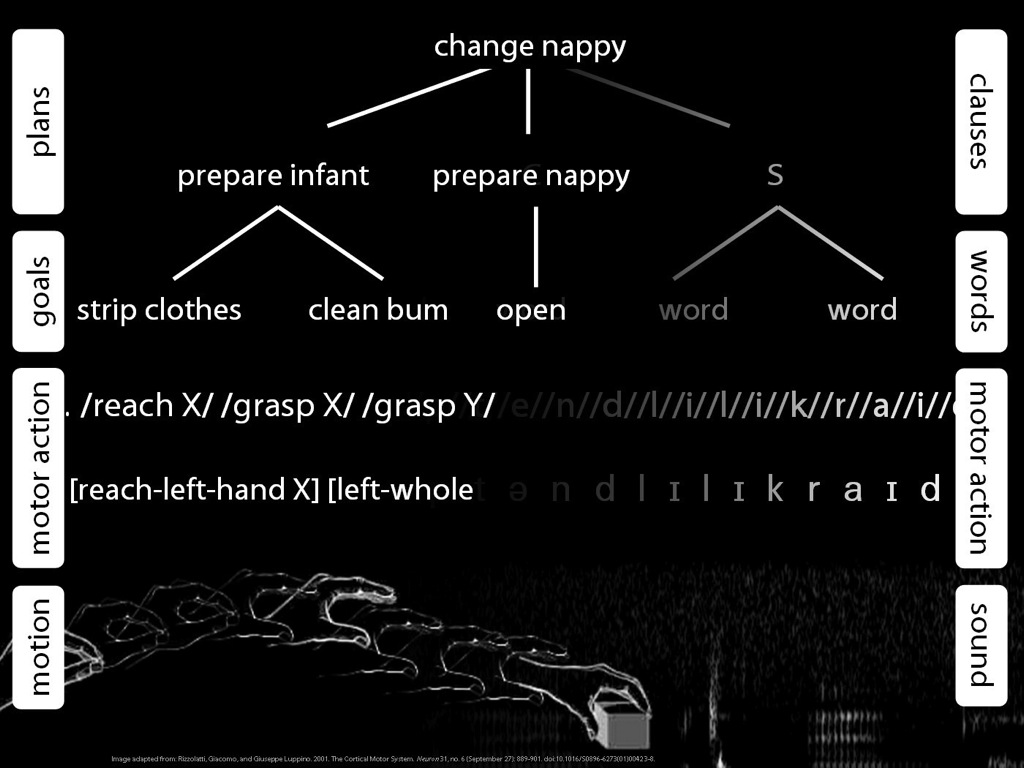 change nappy
plans
clauses
prepare infant prepare nappy S
goals
words
strip clothes clean bum open word word
motor action
motor action
. /reach X/ /grasp X/ /grasp Y/ /e//n//d//l//i//l//i//k//r//a//i//
[reach-left-hand X] [left-whole t ə n d l ɪ l ɪ k r a ɪ d
motion
sound
Image adapted from: Rizzolatti, Giacomo, and Giuseppe Luppino. 2001. The Cortical Motor System. Neuron 31, no. 6 (September 27): 889-901. doi:10.1016/S0896-6273(01)00423-8.